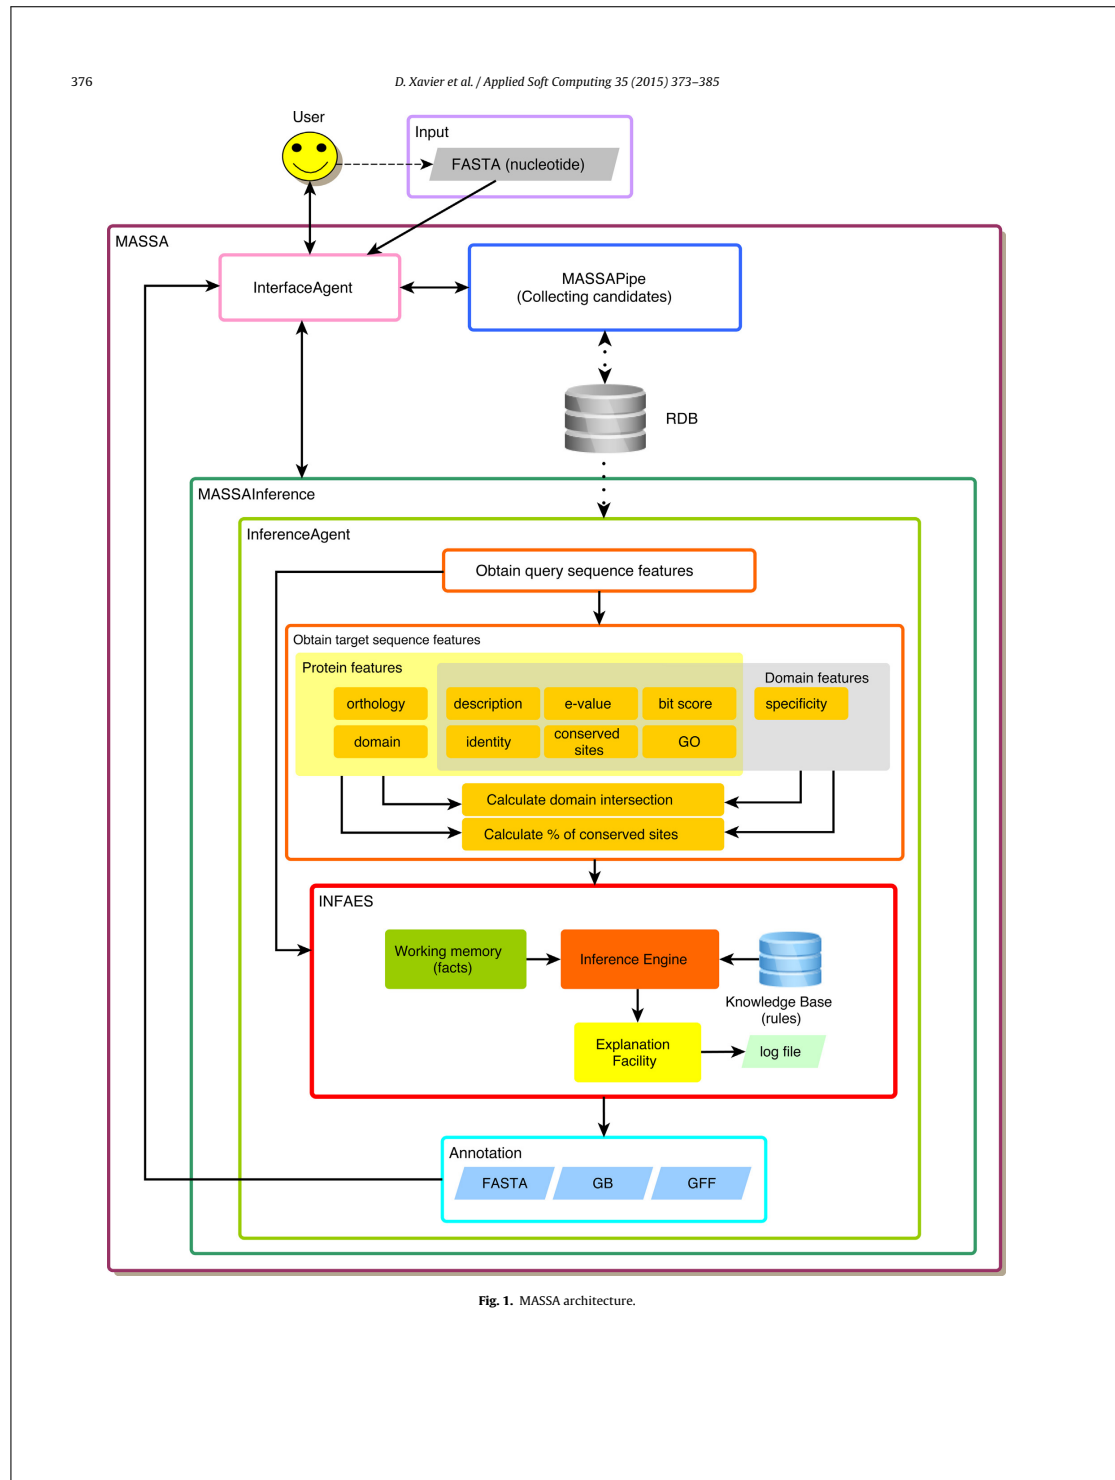 376
D. Xavier et al. / Applied Soft Computing 35 (2015) 373–385
User
Input
FASTA (nucleotide)
MASSA
InterfaceAgent
MASSAPipe
(Collecting candidates)
RDB
MASSAInference
InferenceAgent
Obtain query sequence features
Obtain target sequence features
Protein features
Domain features
orthology
description
e-value
bit score
specificity
domain
identity
conserved
sites
GO
Calculate domain intersection
Calculate % of conserved sites
INFAES
Working memory
(facts)
Inference Engine
Knowledge Base
(rules)
Explanation
Facility
log file
Annotation
FASTA
GB
GFF
Fig. 1. MASSA architecture.